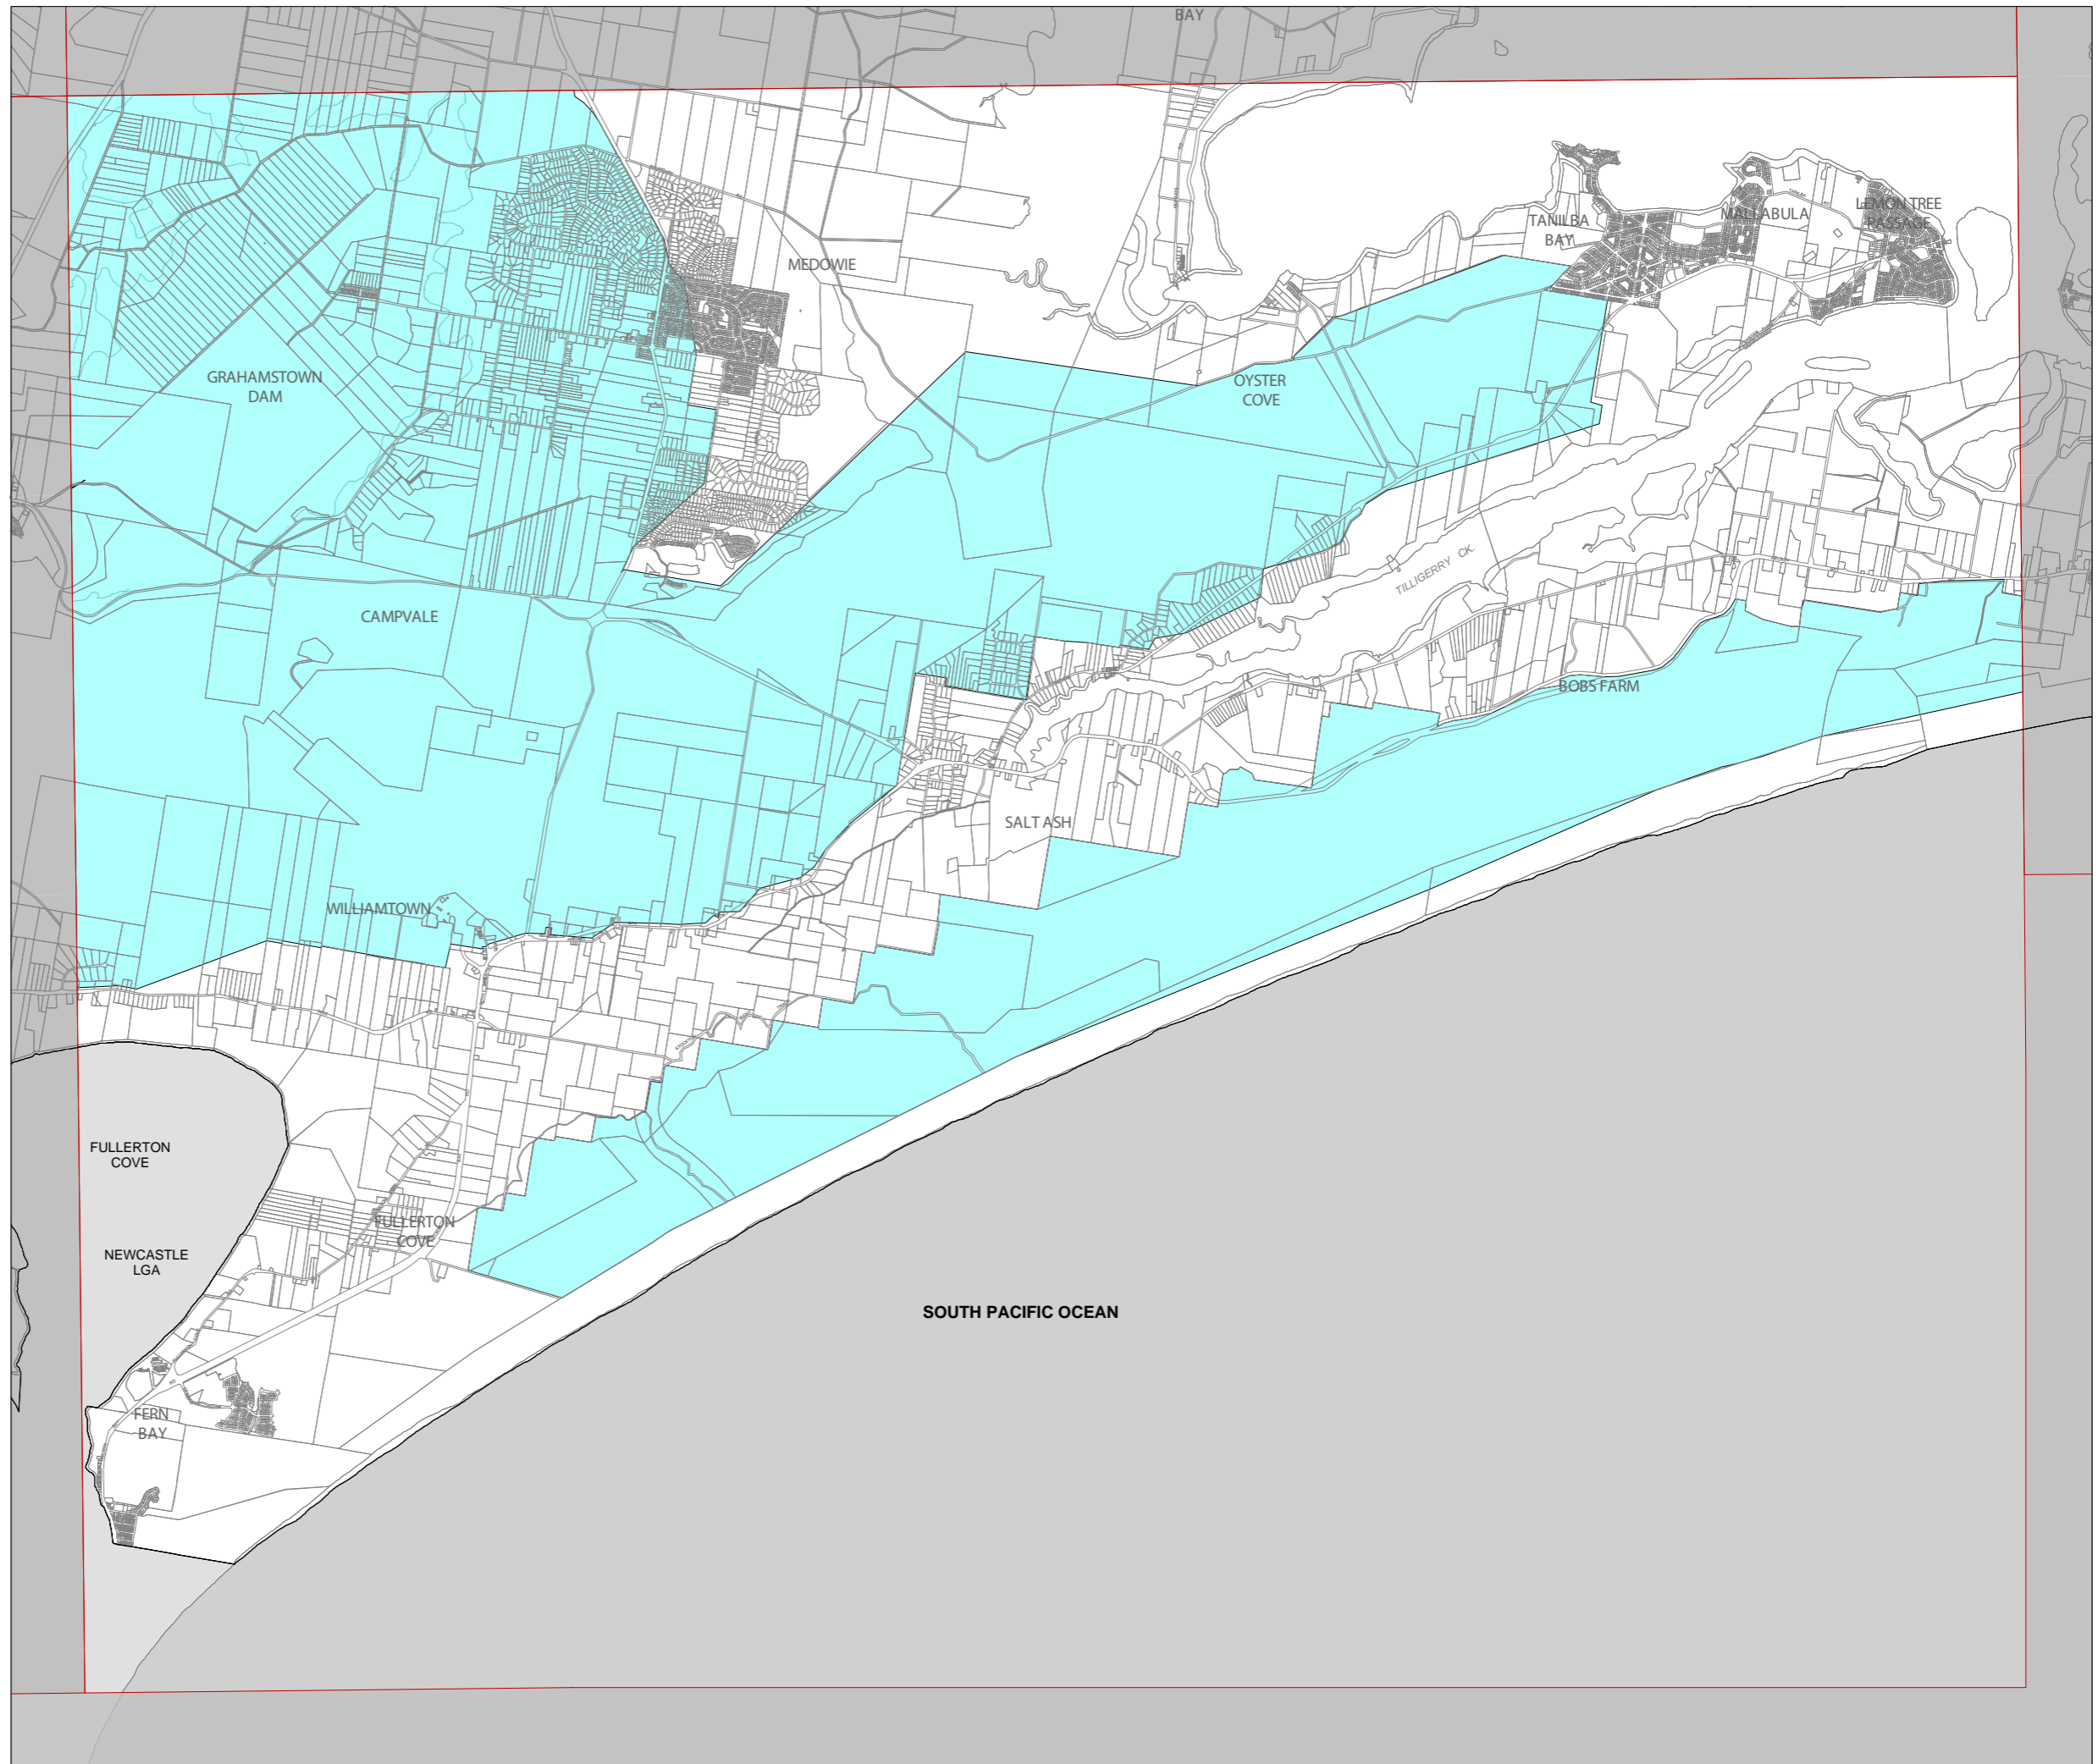 BAY
TANILBA
BAY
MALLABULA
LEMON TREE
PASSAGE
MEDOWIE
GRAHAMSTOWN
DAM
OYSTER
COVE
TILLIGERRY CK.
CAMPVALE
BOBS FARM
SALT ASH
WILLIAMTOWN
FULLERTON
COVE
FULLERTON
COVE
NEWCASTLE
LGA
SOUTH PACIFIC OCEAN
FERN
BAY